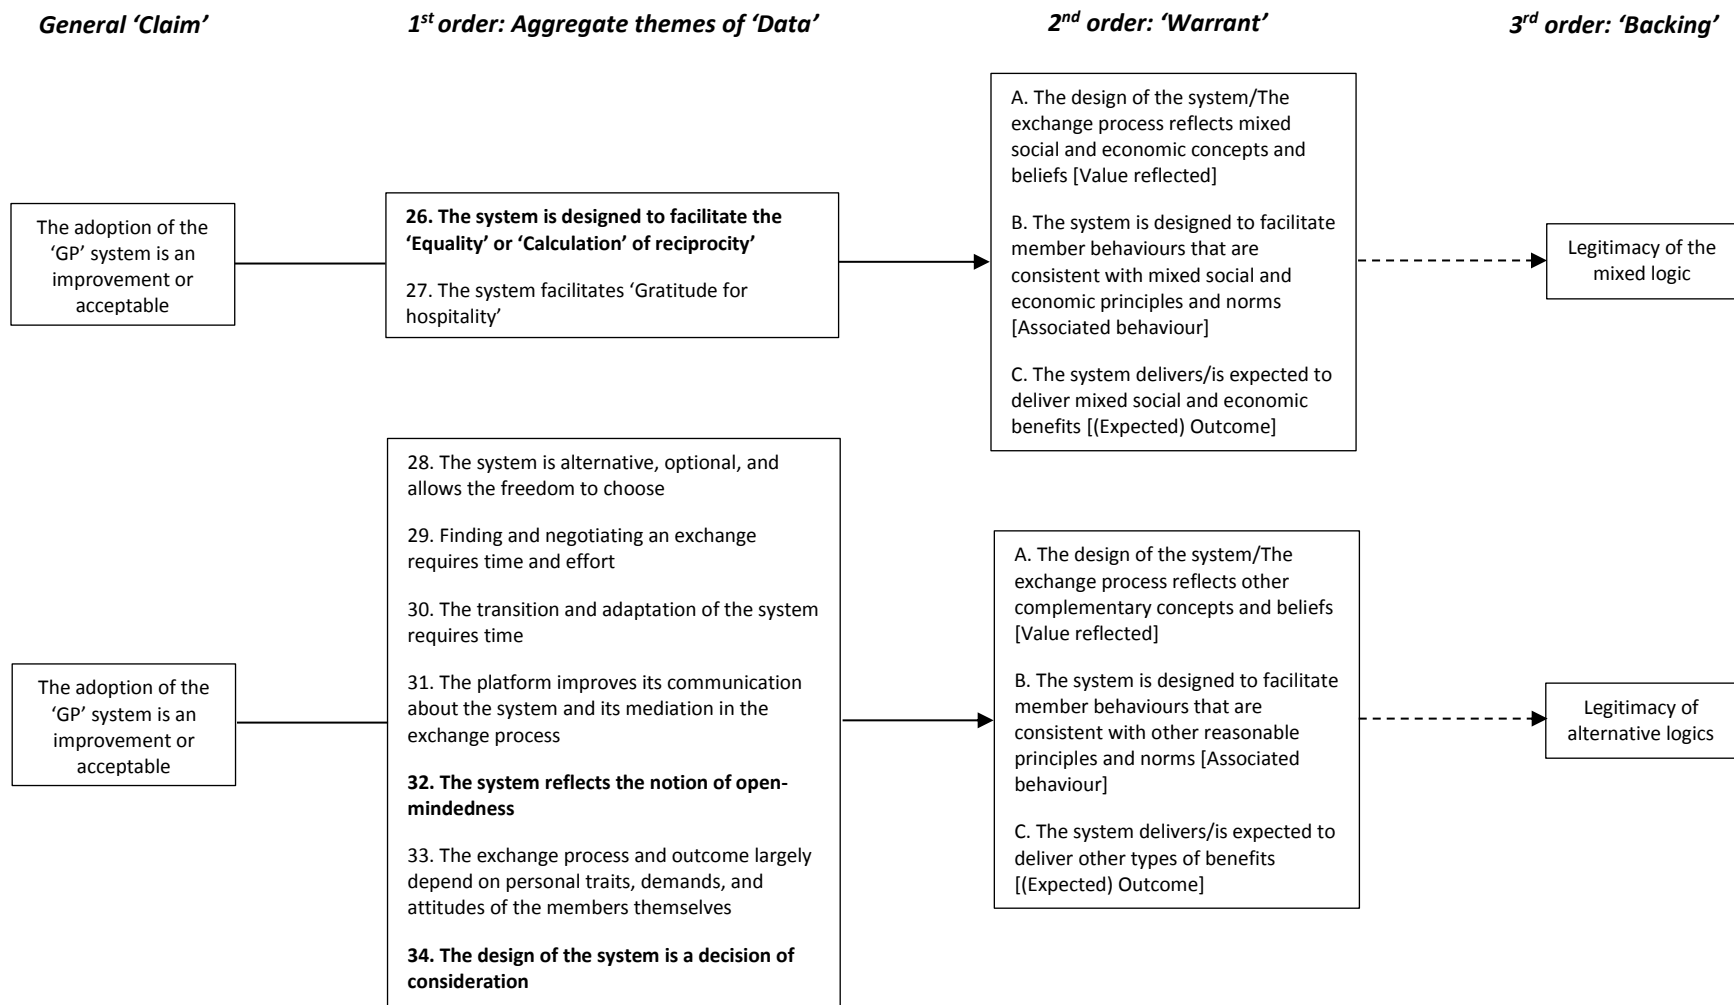 General ‘Claim’
1st order: Aggregate themes of ‘Data’
2nd order: ‘Warrant’
3rd order: ‘Backing’
The adoption of the
‘GP’ system is an
improvement or
acceptable
26. The system is designed to facilitate the
‘Equality’ or ‘Calculation’ of reciprocity’
27. The system facilitates ‘Gratitude for
hospitality’
A. The design of the system/The
exchange process reflects mixed
social and economic concepts and
beliefs [Value reflected]
B. The system is designed to facilitate
member behaviours that are
consistent with mixed social and
economic principles and norms
[Associated behaviour]
C. The system delivers/is expected to
deliver mixed social and economic
benefits [(Expected) Outcome]
Legitimacy of the
mixed logic
The adoption of the
‘GP’ system is an
improvement or
acceptable
28. The system is alternative, optional, and
allows the freedom to choose
29. Finding and negotiating an exchange
requires time and effort
30. The transition and adaptation of the system
requires time
31. The platform improves its communication
about the system and its mediation in the
exchange process
32. The system reflects the notion of open-
mindedness
33. The exchange process and outcome largely
depend on personal traits, demands, and
attitudes of the members themselves
34. The design of the system is a decision of
consideration
A. The design of the system/The
exchange process reflects other
complementary concepts and beliefs
[Value reflected]
B. The system is designed to facilitate
member behaviours that are
consistent with other reasonable
principles and norms [Associated
behaviour]
C. The system delivers/is expected to
deliver other types of benefits
[(Expected) Outcome]
Legitimacy of
alternative logics